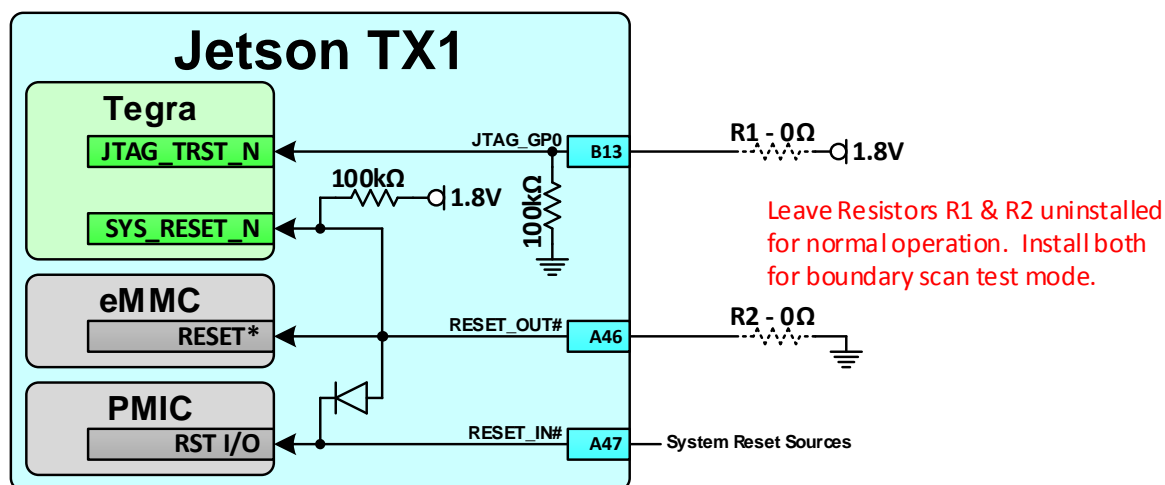 Jetson TX1
Tegra
JTAG_TRST_N
JTAG_GP0
B13
R1 - 0Ω
1.8V
100kΩ
1.8V
100kΩ
SYS_RESET_N
Leave Resistors R1 & R2 uninstalled
for normal operation. Install both
for boundary scan test mode.
eMMC
RESET*
RESET_OUT#
A46
R2 - 0Ω
PMIC
RST I/O
RESET_IN#
A47
System Reset Sources